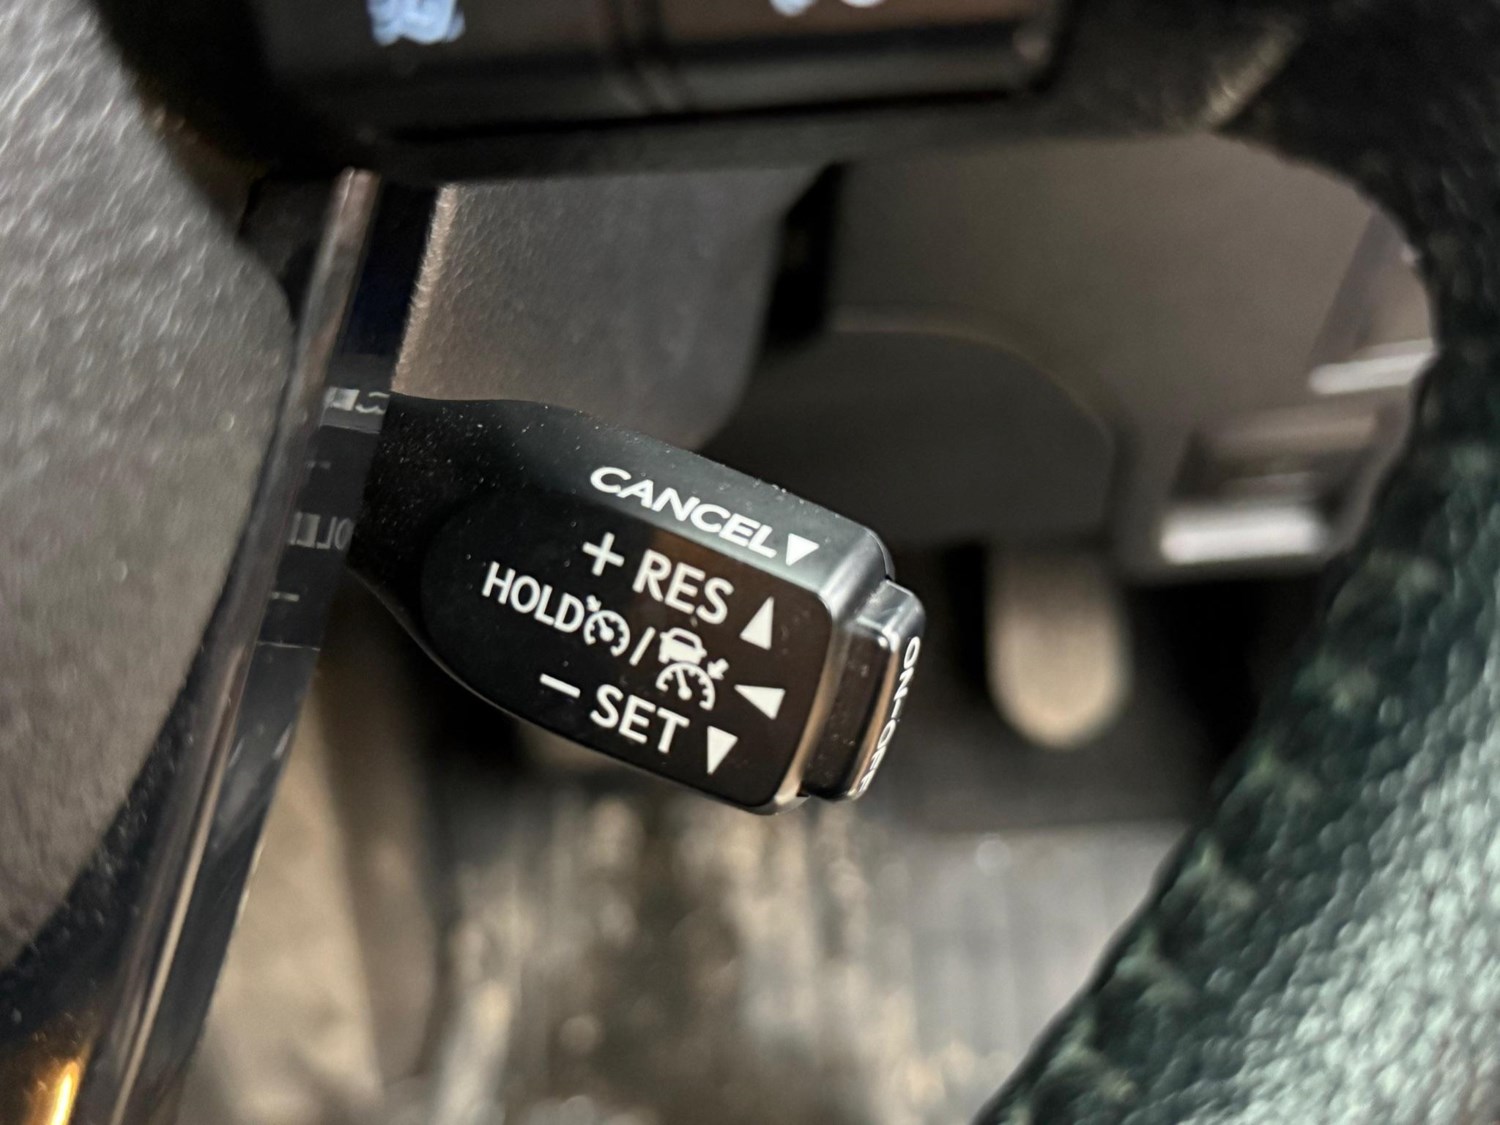 CANCEL
+ RES
HOLD /
− SET
ON-OFF